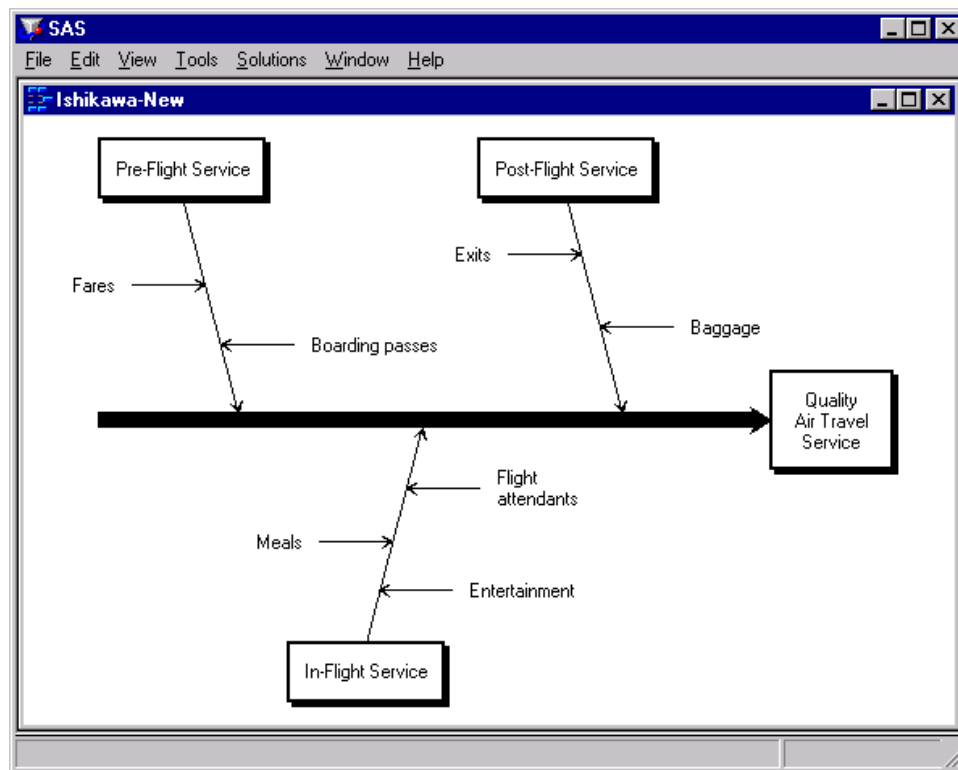 SAS
File Edit View Tools Solutions Window Help
Ishikawa-New
Pre-Flight Service
Post-Flight Service
Exits
Fares
Baggage
Boarding passes
Quality
Air Travel
Service
Flight
attendants
Meals
Entertainment
In-Flight Service